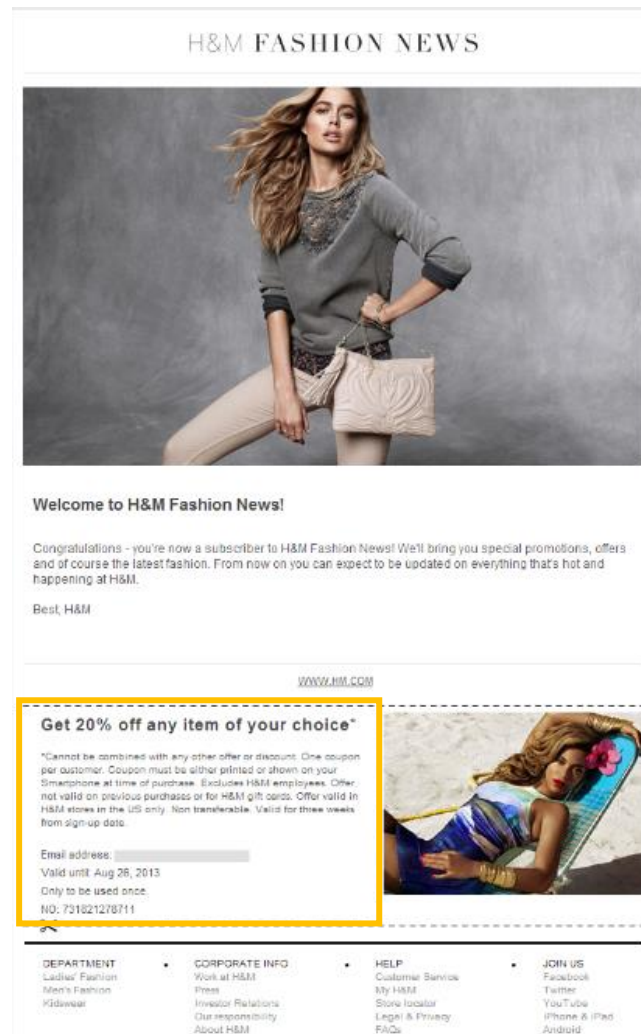 H&M FASHION NEWS
Welcome to H&M Fashion News!
Congratulations - you're now a subscriber to H&M Fashion News! We'll bring you special promotions, offers
and of course the latest fashion. From now on you can expect to be updated on everything that's hot and
happening at H&M.
Best, H&M
WWW.HM.COM
Get 20% off any item of your choice*
*Cannot be combined with any other offer or discount. One coupon
per customer. Coupon must be either printed or shown on your
Smartphone at time of purchase. Excludes H&M employees. Offer
not valid on previous purchases or for H&M gift cards. Offer valid in
H&M stores in the US only. Non transferable. Valid for three weeks
from sign-up date.
Email address:
Valid until: Aug 28, 2013
Only to be used once.
NO: 731821278711
DEPARTMENT
Ladies' Fashion
Men's Fashion
Kidswear
CORPORATE INFO
Work at H&M
Press
Investor Relations
Our responsibility
About H&M
HELP
Customer Service
My H&M
Store locator
Legal & Privacy
FAQs
JOIN US
Facebook
Twitter
YouTube
iPhone & iPad
Android